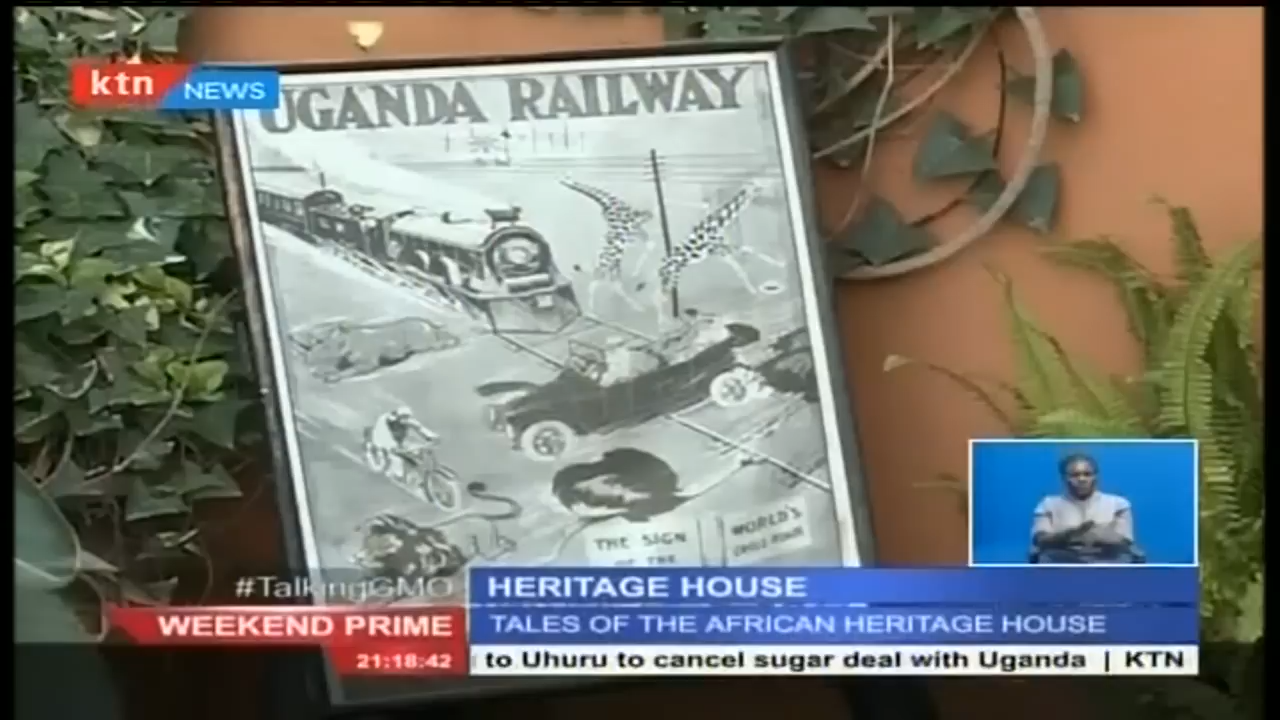 ktn NEWS
UGANDA RAILWAY
THE SIGN
OF THE
WORLD'S
#TalkingGMO
HERITAGE HOUSE
WEEKEND PRIME
TALES OF THE AFRICAN HERITAGE HOUSE
21:18:42
to Uhuru to cancel sugar deal with Uganda | KTN